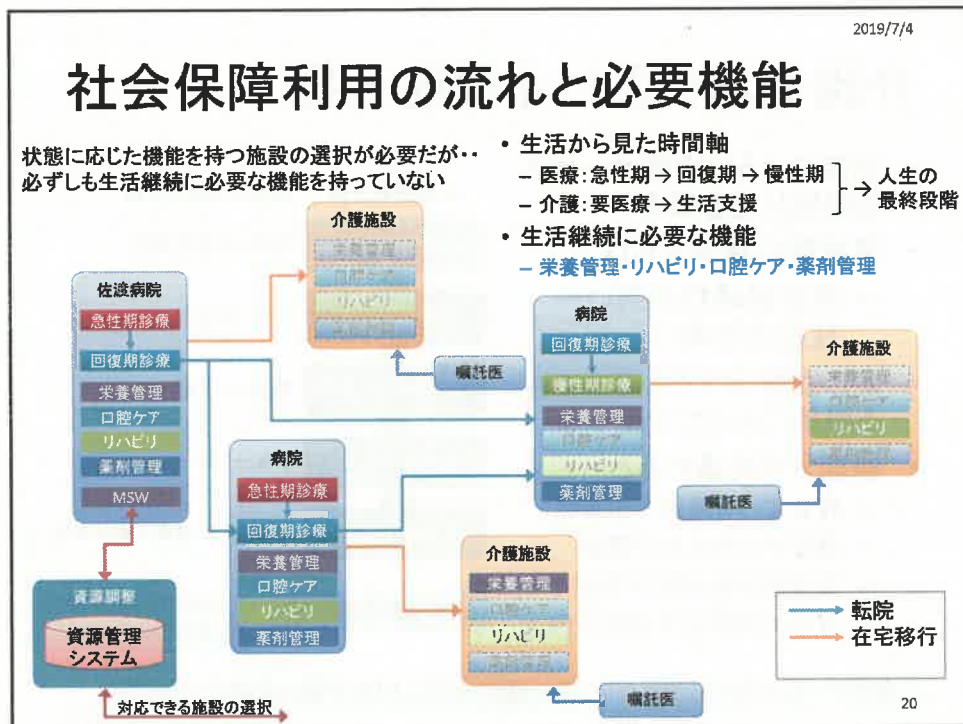 2019/7/4
社会保障利用の流れと必要機能
状態に応じた機能を持つ施設の選択が必要だが‥
必ずしも生活継続に必要な機能を持っていない
• 生活から見た時間軸
– 医療：急性期→回復期→慢性期
– 介護：要医療→生活支援
→ 人生の
最終段階
• 生活継続に必要な機能
– 栄養管理・リハビリ・口腔ケア・薬剤管理
介護施設
栄養管理
口腔ケア
リハビリ
薬剤管理
嘱託医
佐渡病院
急性期診療
回復期診療
栄養管理
口腔ケア
リハビリ
薬剤管理
MSW
病院
急性期診療
回復期診療
栄養管理
口腔ケア
リハビリ
薬剤管理
病院
回復期診療
慢性期診療
栄養管理
口腔ケア
リハビリ
薬剤管理
介護施設
栄養管理
口腔ケア
リハビリ
薬剤管理
嘱託医
介護施設
栄養管理
口腔ケア
リハビリ
薬剤管理
嘱託医
資源調整
資源管理
システム
対応できる施設の選択
転院
在宅移行
20